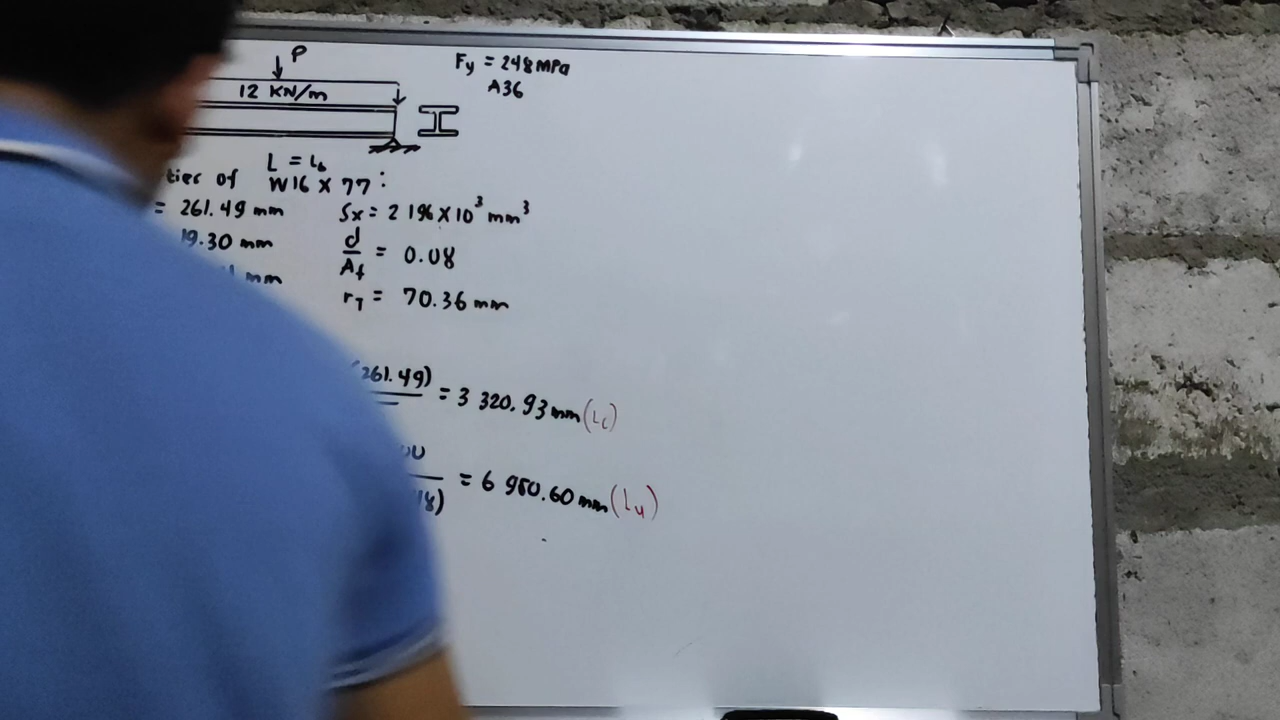 P
Fy = 248 MPa
A36
12 KN/m
L = Lb
ties of W16 X 77:
= 261.49 mm Sx = 2 196 X 10³ mm³
19.30 mm d/Af = 0.08
mm
rT = 70.36 mm
(261.49) = 3 320.93 mm (Lc)
= 6 980.60 mm (Lu)